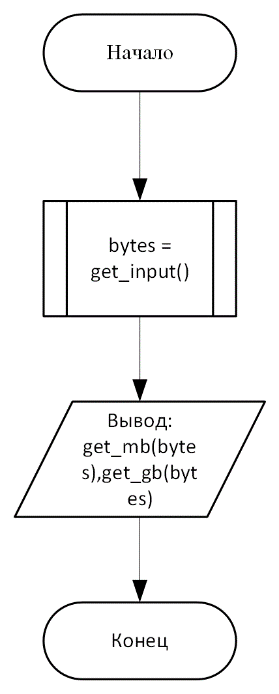 Начало
bytes =
get_input()
Вывод:
get_mb(byte
s),get_gb(byt
es)
Конец